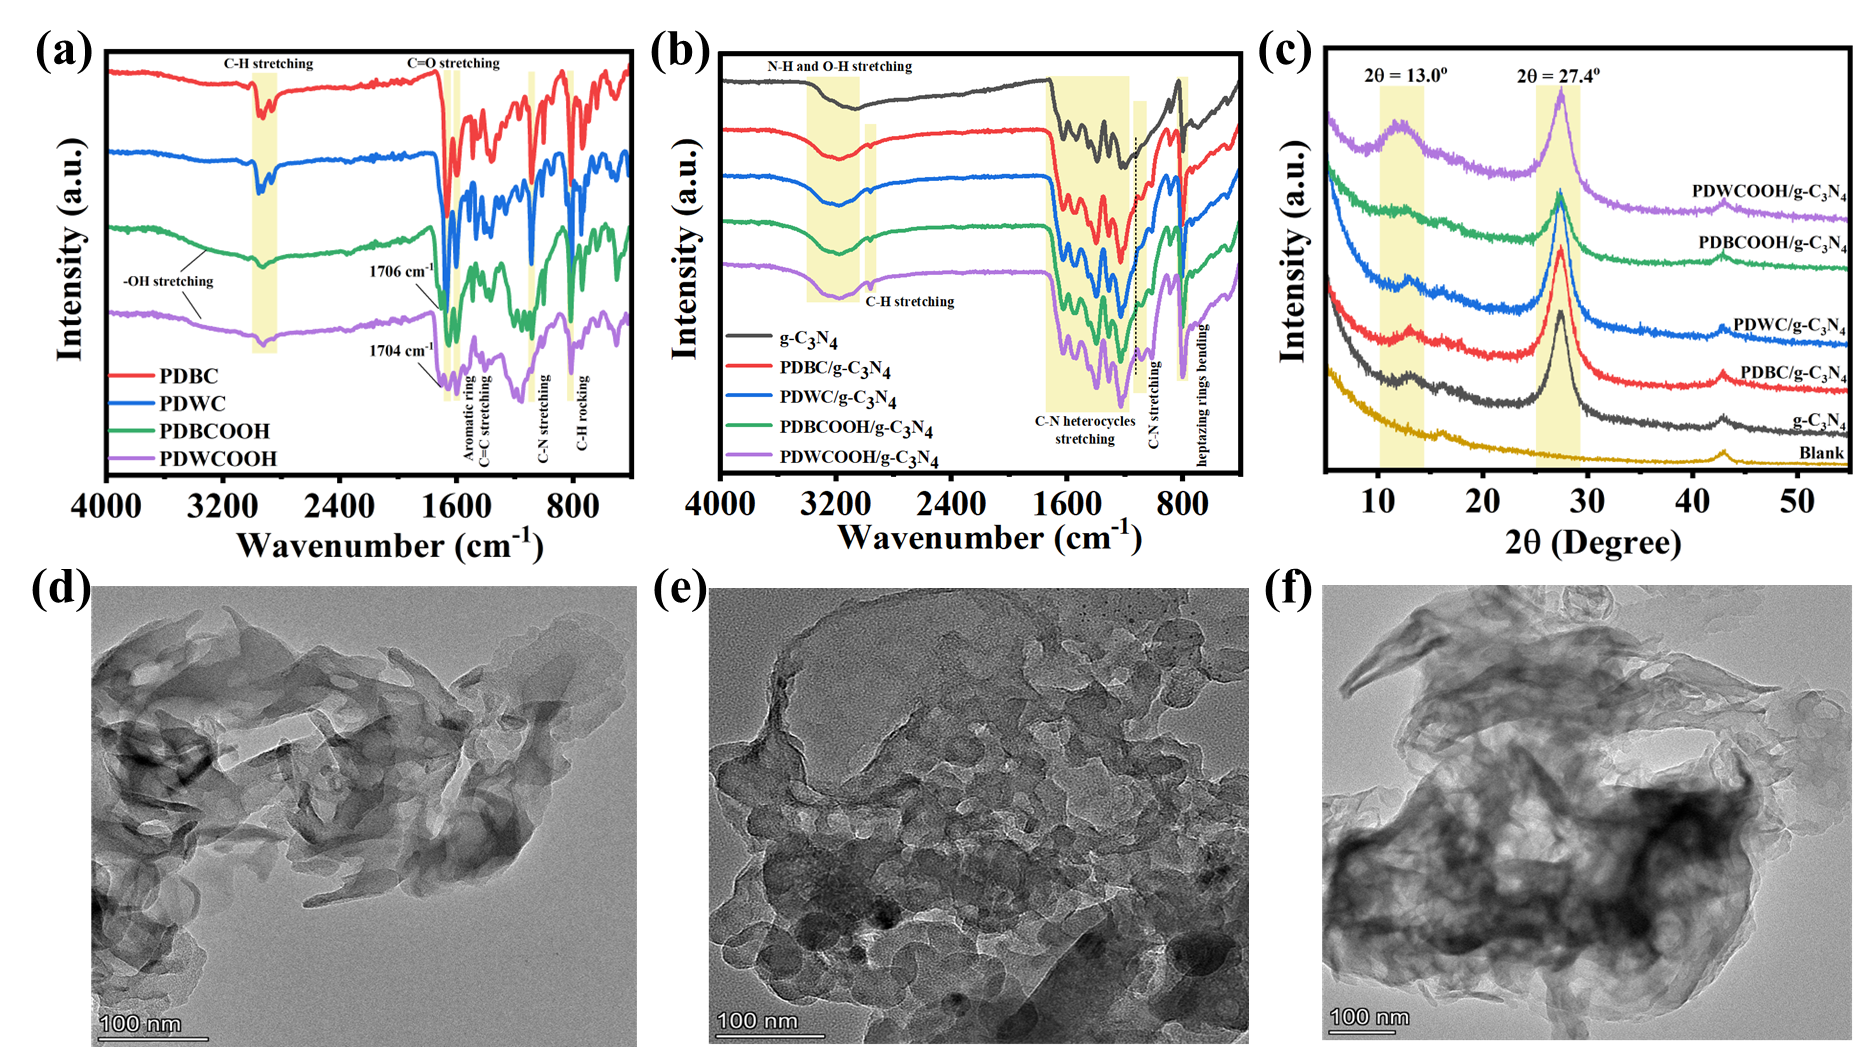 (a)
C-H stretching
C=O stretching
-OH stretching
1706 cm⁻¹
1704 cm⁻¹
PDBC
PDWC
PDBCOOH
PDWCOOH
Aromatic ring
C=C stretching
C-N stretching
C-H rocking
Intensity (a.u.)
4000 3200 2400 1600 800
Wavenumber (cm⁻¹)
(b)
N-H and O-H stretching
C-H stretching
g-C₃N₄
PDBC/g-C₃N₄
PDWC/g-C₃N₄
PDBCOOH/g-C₃N₄
PDWCOOH/g-C₃N₄
C-N heterocycles
stretching
C-N stretching
heptazing rings bending
Intensity (a.u.)
4000 3200 2400 1600 800
Wavenumber (cm⁻¹)
(c)
2θ = 13.0°
2θ = 27.4°
PDWCOOH/g-C₃N₄
PDBCOOH/g-C₃N₄
PDWC/g-C₃N₄
PDBC/g-C₃N₄
g-C₃N₄
Blank
Intensity (a.u.)
10 20 30 40 50
2θ (Degree)
(d)
100 nm
(e)
100 nm
(f)
100 nm